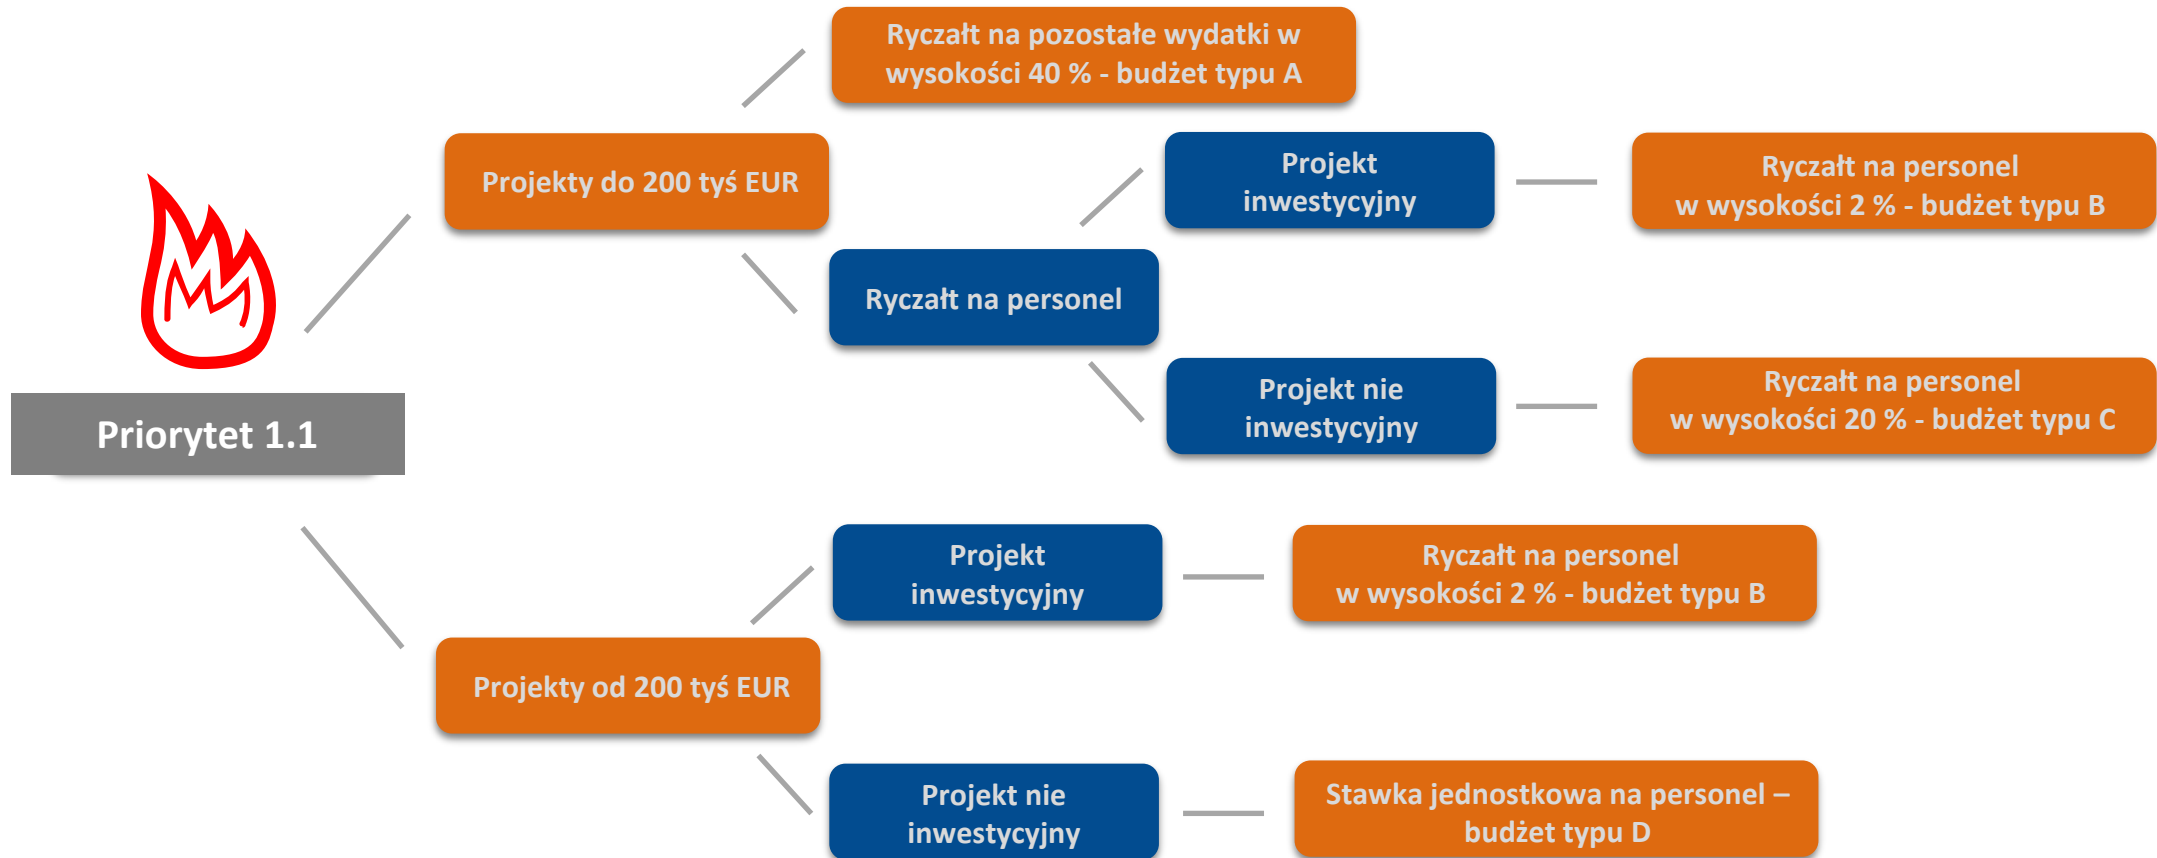 Ryczałt na pozostałe wydatki w
wysokości 40 % - budżet typu A
Projekty do 200 tyś EUR
Projekt
inwestycyjny
Ryczałt na personel
w wysokości 2 % - budżet typu B
Ryczałt na personel
Projekt nie
inwestycyjny
Ryczałt na personel
w wysokości 20 % - budżet typu C
Priorytet 1.1
Projekt
inwestycyjny
Ryczałt na personel
w wysokości 2 % - budżet typu B
Projekty od 200 tyś EUR
Projekt nie
inwestycyjny
Stawka jednostkowa na personel –
budżet typu D